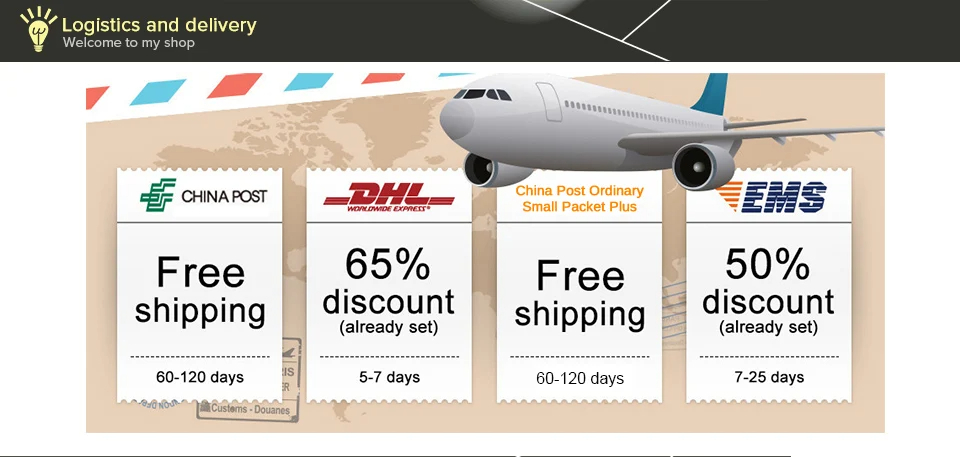 Logistics and delivery
Welcome to my shop
CHINA POST
Free
shipping
60-120 days
DHL
WORLDWIDE EXPRESS
65%
discount
(already set)
5-7 days
China Post Ordinary
Small Packet Plus
Free
shipping
60-120 days
EMS
50%
discount
(already set)
7-25 days
Customs - Douanes